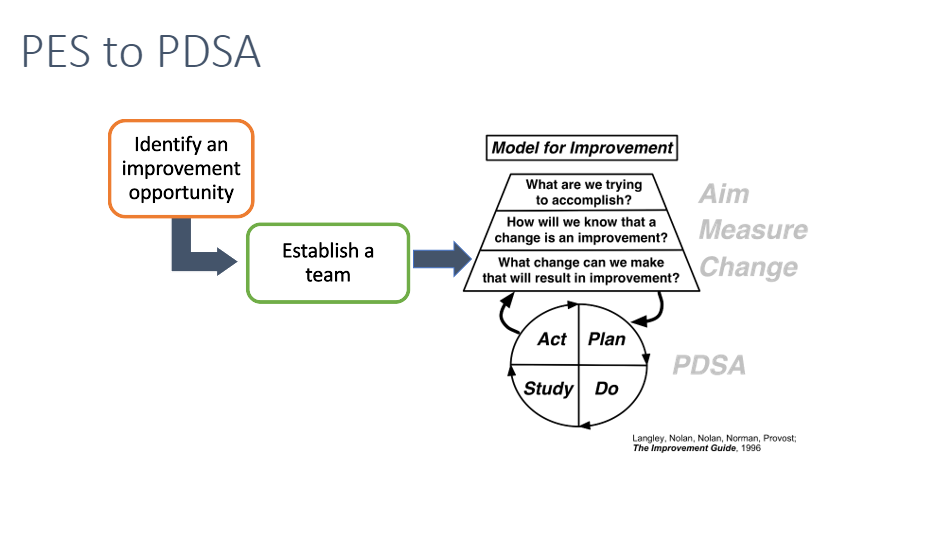 PES to PDSA
Identify an
improvement
opportunity
Establish a
team
Model for Improvement
What are we trying
to accomplish?
How will we know that a
change is an improvement?
What change can we make
that will result in improvement?
Aim
Measure
Change
Act
Plan
Study
Do
PDSA
Langley, Nolan, Nolan, Norman, Provost;
The Improvement Guide, 1996